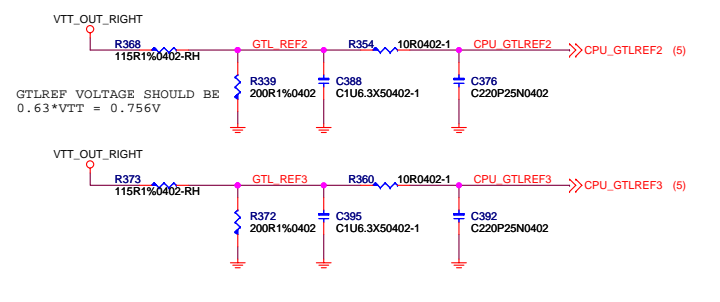 VTT_OUT_RIGHT
R368 GTL_REF2 R354 10R0402-1 CPU_GTLREF2 CPU_GTLREF2 (5)
115R1%0402-RH
R339 C388 C376
200R1%0402 C1U6.3X50402-1 C220P25N0402
GTLREF VOLTAGE SHOULD BE
0.63*VTT = 0.756V
VTT_OUT_RIGHT
R373 GTL_REF3 R360 10R0402-1 CPU_GTLREF3 CPU_GTLREF3 (5)
115R1%0402-RH
R372 C395 C392
200R1%0402 C1U6.3X50402-1 C220P25N0402